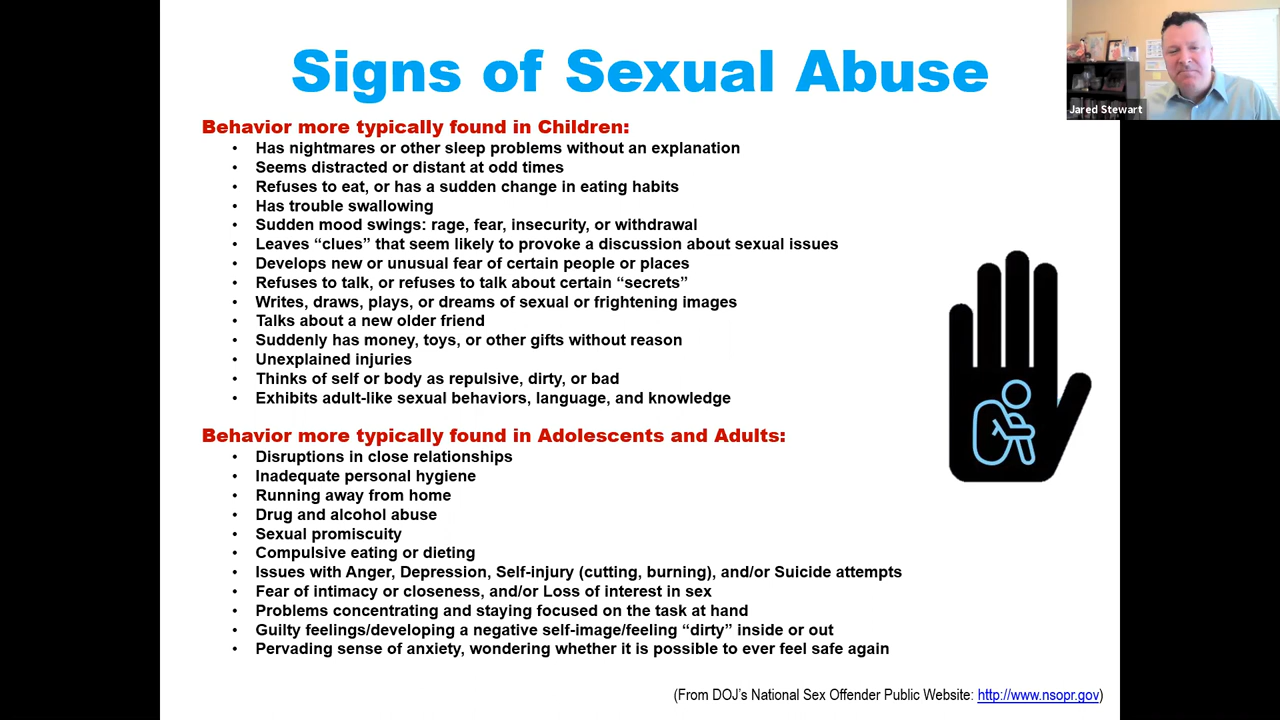 Signs of Sexual Abuse
Jared Stewart
Behavior more typically found in Children:
• Has nightmares or other sleep problems without an explanation
• Seems distracted or distant at odd times
• Refuses to eat, or has a sudden change in eating habits
• Has trouble swallowing
• Sudden mood swings: rage, fear, insecurity, or withdrawal
• Leaves “clues” that seem likely to provoke a discussion about sexual issues
• Develops new or unusual fear of certain people or places
• Refuses to talk, or refuses to talk about certain “secrets”
• Writes, draws, plays, or dreams of sexual or frightening images
• Talks about a new older friend
• Suddenly has money, toys, or other gifts without reason
• Unexplained injuries
• Thinks of self or body as repulsive, dirty, or bad
• Exhibits adult-like sexual behaviors, language, and knowledge
Behavior more typically found in Adolescents and Adults:
• Disruptions in close relationships
• Inadequate personal hygiene
• Running away from home
• Drug and alcohol abuse
• Sexual promiscuity
• Compulsive eating or dieting
• Issues with Anger, Depression, Self-injury (cutting, burning), and/or Suicide attempts
• Fear of intimacy or closeness, and/or Loss of interest in sex
• Problems concentrating and staying focused on the task at hand
• Guilty feelings/developing a negative self-image/feeling “dirty” inside or out
• Pervading sense of anxiety, wondering whether it is possible to ever feel safe again
(From DOJ’s National Sex Offender Public Website: http://www.nsopr.gov)